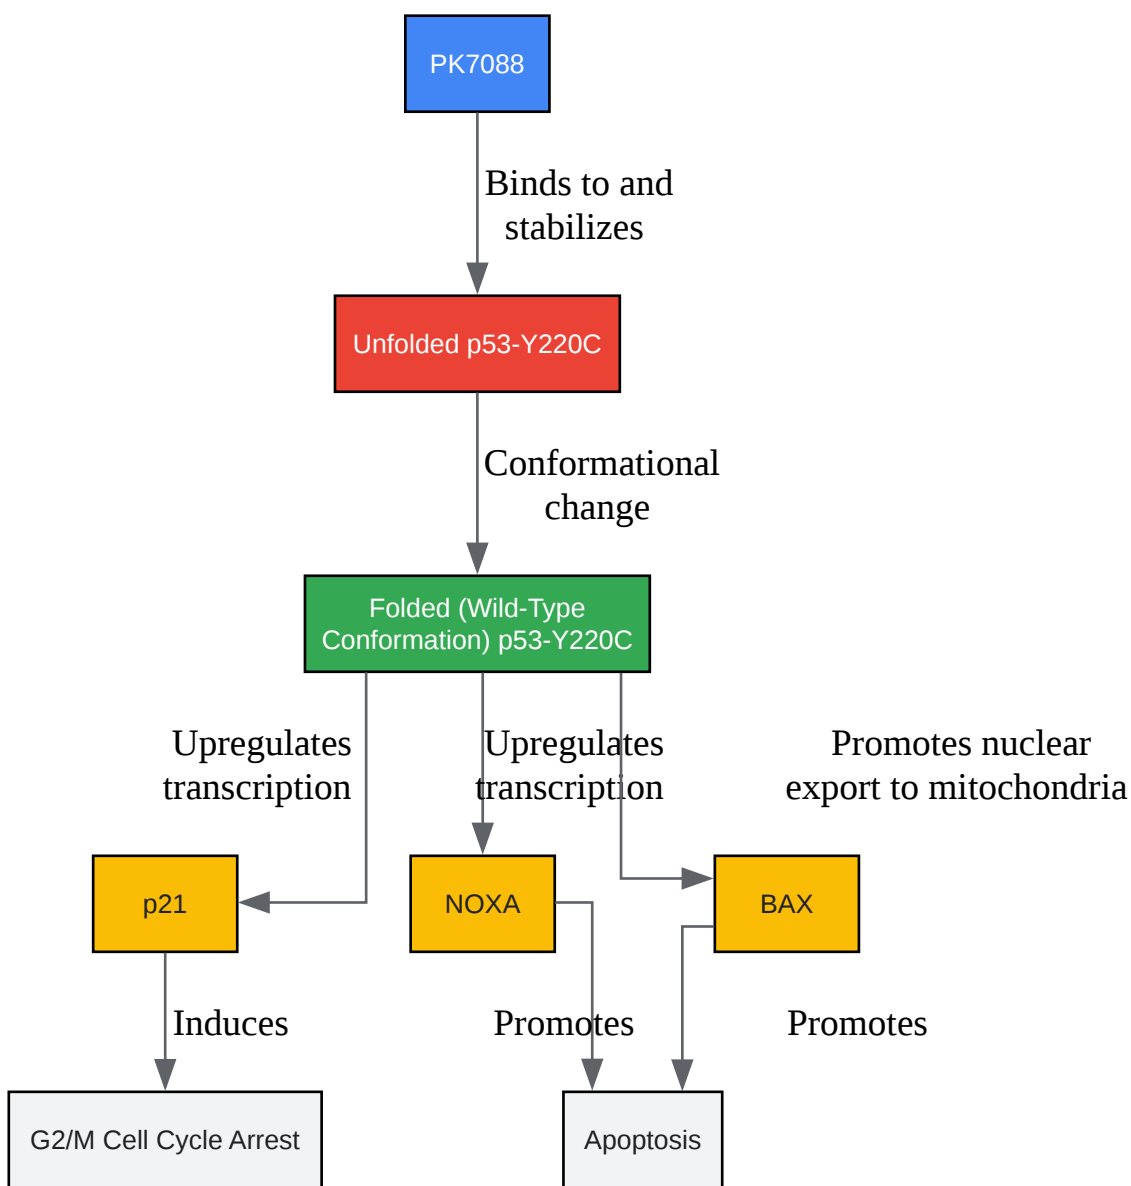 PK7088
Binds to and
stabilizes
Unfolded p53-Y220C
Conformational
change
Folded (Wild-Type
Conformation) p53-Y220C
Upregulates
transcription
Upregulates
transcription
Promotes nuclear
export to mitochondria
p21
NOXA
BAX
Induces
Promotes
Promotes
G2/M Cell Cycle Arrest
Apoptosis